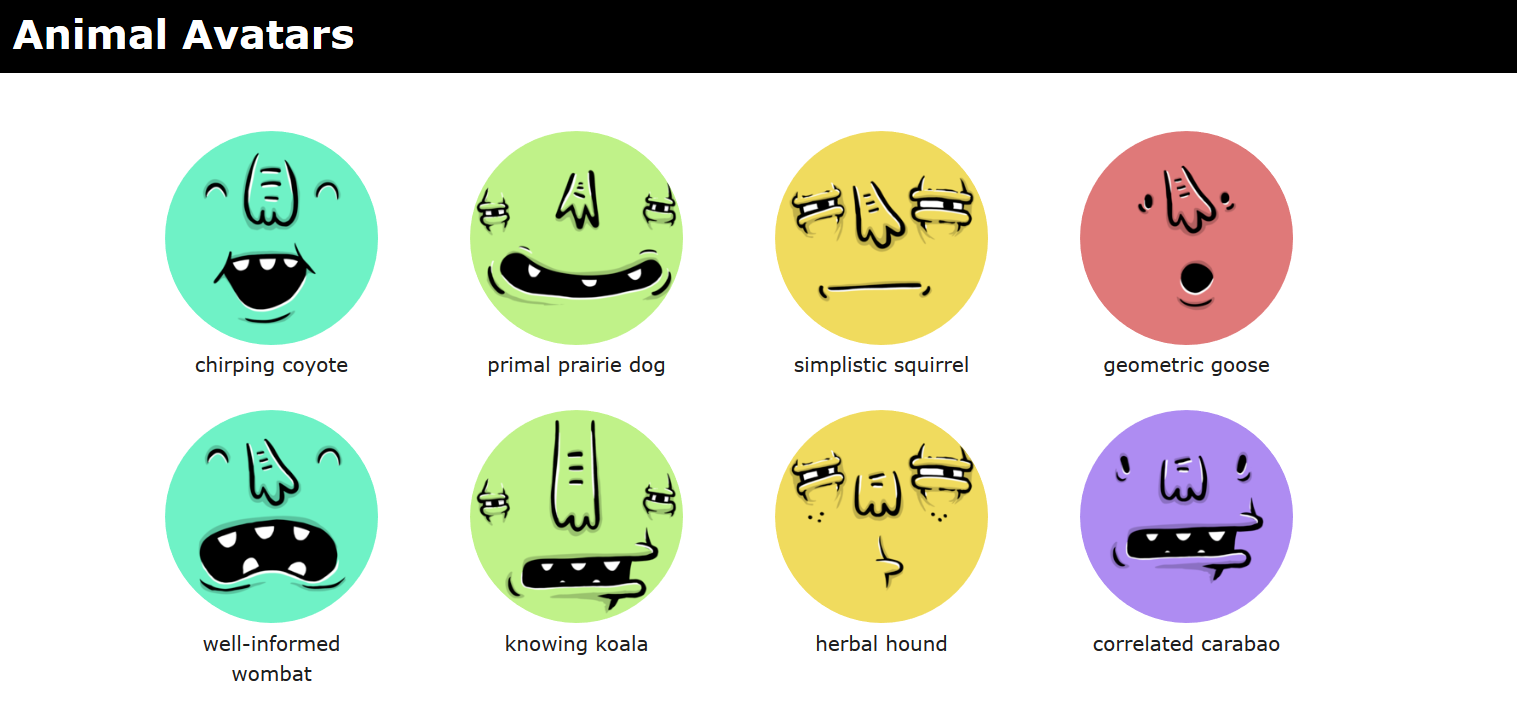 Animal Avatars
chirping coyote
primal prairie dog
simplistic squirrel
geometric goose
well-informed
wombat
knowing koala
herbal hound
correlated carabao